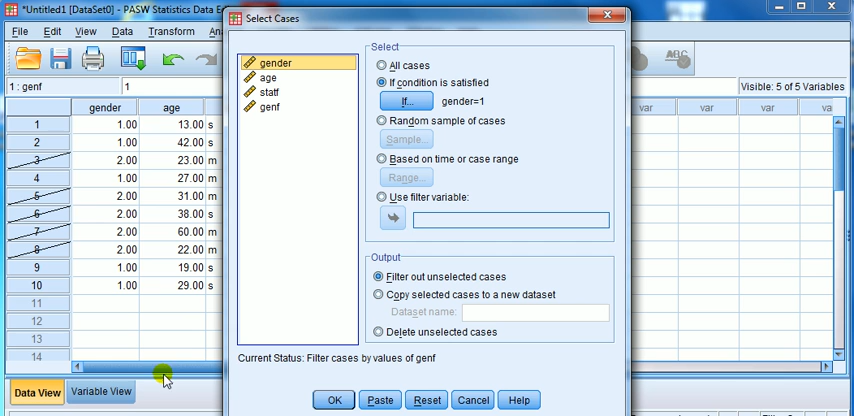 *Untitled1 [DataSet0] - PASW Statistics Data Ed
File Edit View Data Transform An
1 : genf 1 Visible: 5 of 5 Variables
gender age var var var va
1 1.00 13.00 s
2 1.00 42.00 s
3 2.00 23.00 m
4 1.00 27.00 m
5 2.00 31.00 m
6 2.00 38.00 s
7 2.00 60.00 m
8 2.00 22.00 m
9 1.00 19.00 s
10 1.00 29.00 s
11
12
13
14
Data View Variable View
Select Cases
gender
age
statf
genf
Select
All cases
If condition is satisfied
If... gender=1
Random sample of cases
Sample...
Based on time or case range
Range...
Use filter variable:
Output
Filter out unselected cases
Copy selected cases to a new dataset
Dataset name:
Delete unselected cases
Current Status: Filter cases by values of genf
OK Paste Reset Cancel Help